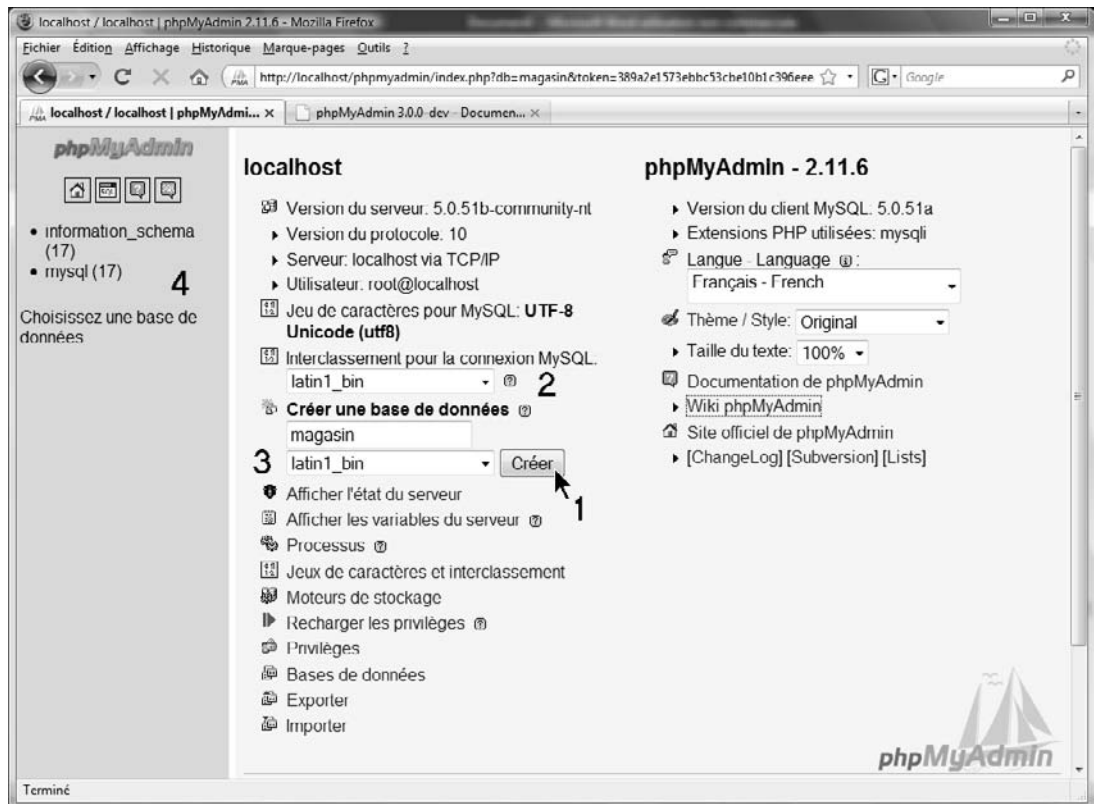 localhost / localhost | phpMyAdmin 2.11.6 - Mozilla Firefox
Fichier Édition Affichage Historique Marque-pages Outils ?
http://localhost/phpmyadmin/index.php?db=magasin&token=389a2e1573ebbc53cbe10b1c396eee
Google
localhost / localhost | phpMyAdmi...
phpMyAdmin 3.0.0-dev - Documen...
phpMyAdmin
information_schema (17)
mysql (17)
4
Choisissez une base de données
localhost
Version du serveur: 5.0.51b-community-nt
Version du protocole: 10
Serveur: localhost via TCP/IP
Utilisateur: root@localhost
Jeu de caractères pour MySQL: UTF-8 Unicode (utf8)
Interclassement pour la connexion MySQL:
latin1_bin
2
Créer une base de données
magasin
3
latin1_bin
Créer
1
Afficher l'état du serveur
Afficher les variables du serveur
Processus
Jeux de caractères et interclassement
Moteurs de stockage
Recharger les privilèges
Privilèges
Bases de données
Exporter
Importer
phpMyAdmin - 2.11.6
Version du client MySQL: 5.0.51a
Extensions PHP utilisées: mysqli
Langue - Language :
Français - French
Thème / Style: Original
Taille du texte: 100%
Documentation de phpMyAdmin
Wiki phpMyAdmin
Site officiel de phpMyAdmin
[ChangeLog] [Subversion] [Lists]
phpMyAdmin
Terminé